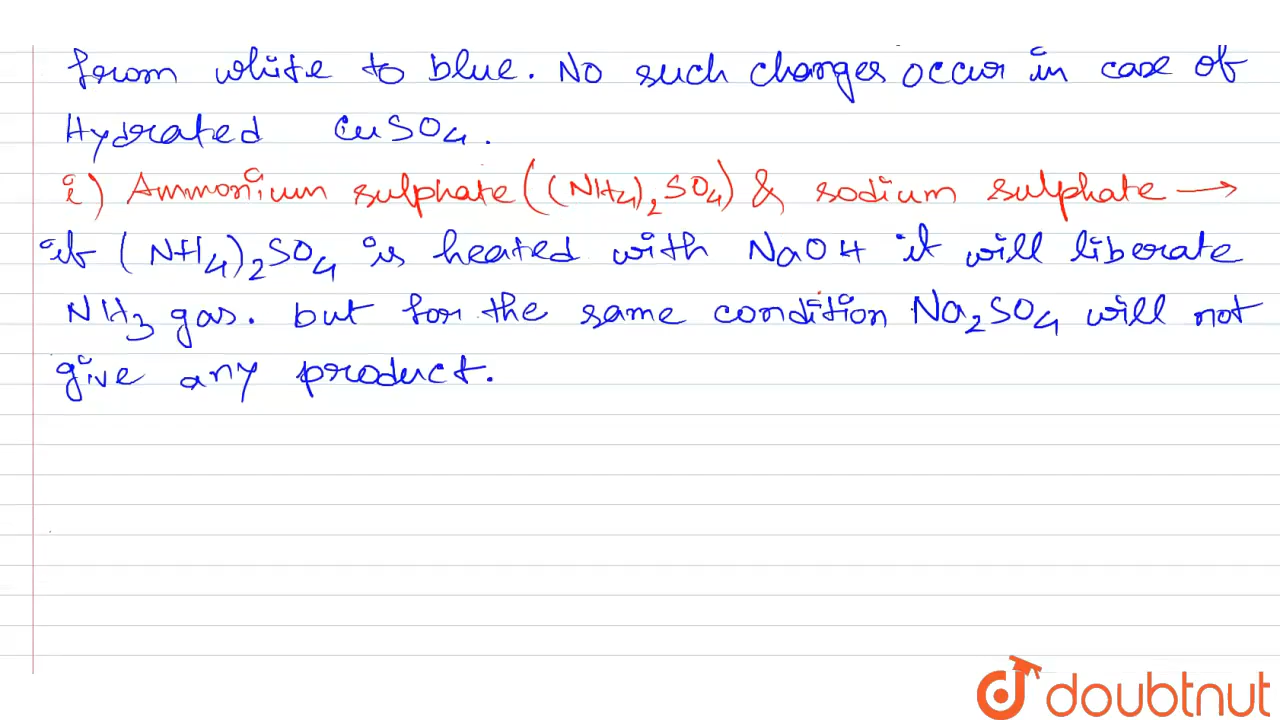 from white to blue. No such changes occur in case of
Hydrated CuSO4.
i) Ammonium sulphate ((NH4)2SO4) & sodium sulphate →
if (NH4)2SO4 is heated with NaOH it will liberate
NH3 gas. but for the same condition Na2SO4 will not
give any product.
doubtnut